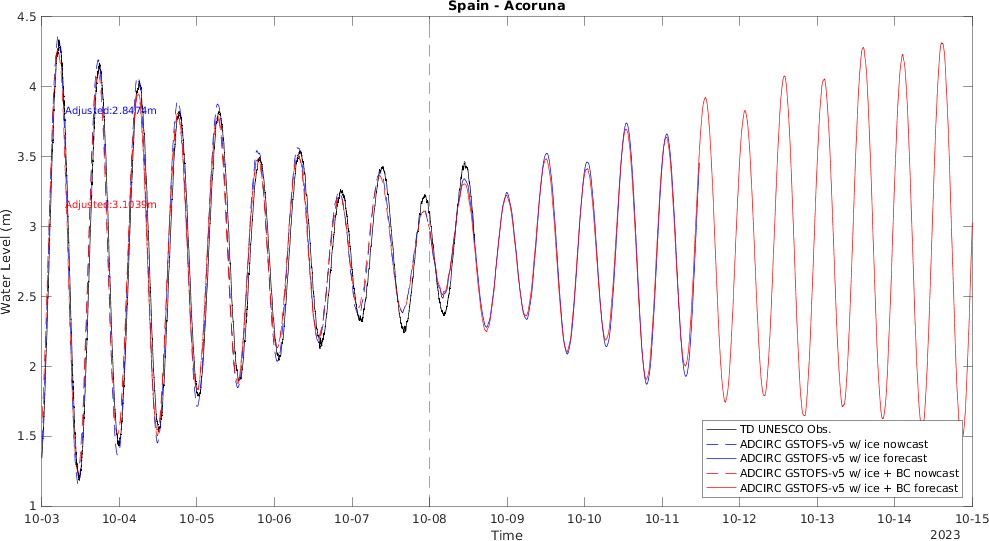 Spain - Acoruna
4.5
4
3.5
3
2.5
2
1.5
1
Water Level (m)
Adjusted:2.8474m
Adjusted:3.1039m
TD UNESCO Obs.
ADCIRC GSTOFS-v5 w/ ice nowcast
ADCIRC GSTOFS-v5 w/ ice forecast
ADCIRC GSTOFS-v5 w/ ice + BC nowcast
ADCIRC GSTOFS-v5 w/ ice + BC forecast
10-03 10-04 10-05 10-06 10-07 10-08 10-09 10-10 10-11 10-12 10-13 10-14 10-15
Time
2023